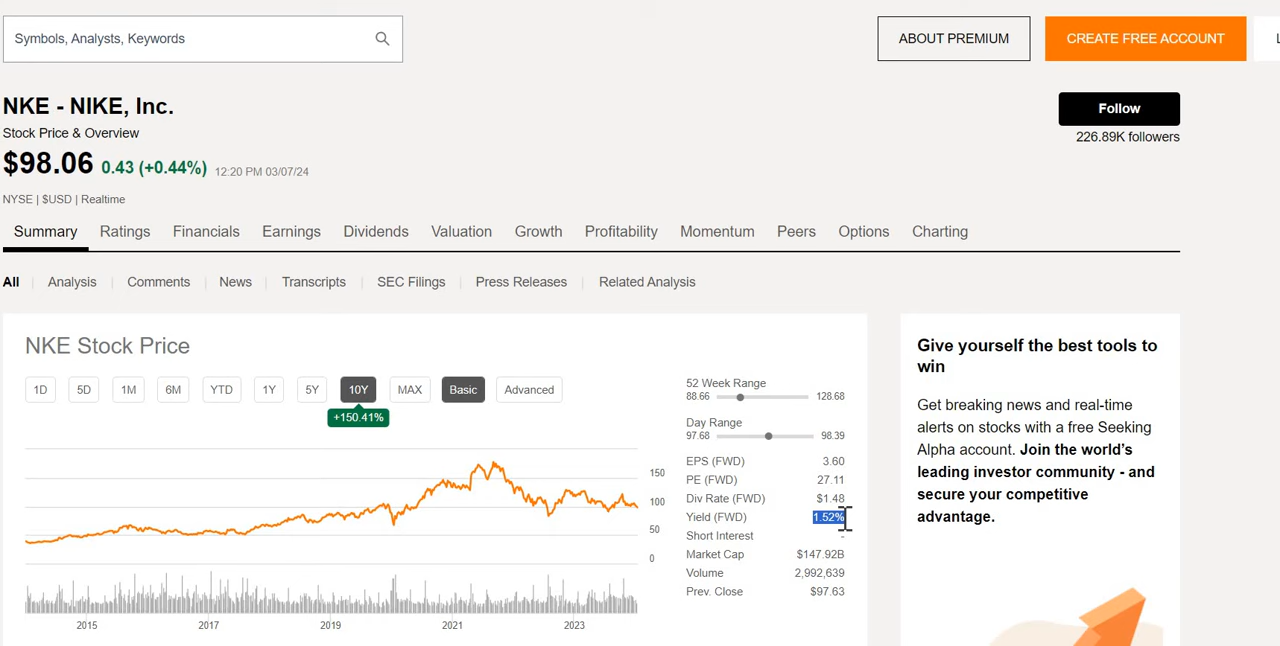 Symbols, Analysts, Keywords
ABOUT PREMIUM
CREATE FREE ACCOUNT
NKE - NIKE, Inc.
Follow
Stock Price & Overview
226.89K followers
$98.06 0.43 (+0.44%) 12:20 PM 03/07/24
NYSE | $USD | Realtime
Summary Ratings Financials Earnings Dividends Valuation Growth Profitability Momentum Peers Options Charting
All | Analysis | Comments | News | Transcripts | SEC Filings | Press Releases | Related Analysis
NKE Stock Price
1D 5D 1M 6M YTD 1Y 5Y 10Y MAX Basic Advanced
+150.41%
150
100
50
0
2015 2017 2019 2021 2023
52 Week Range
88.66 128.68
Day Range
97.68 98.39
EPS (FWD) 3.60
PE (FWD) 27.11
Div Rate (FWD) $1.48
Yield (FWD) 1.52%
Short Interest -
Market Cap $147.92B
Volume 2,992,639
Prev. Close $97.63
Give yourself the best tools to
win
Get breaking news and real-time
alerts on stocks with a free Seeking
Alpha account. Join the world's
leading investor community - and
secure your competitive
advantage.